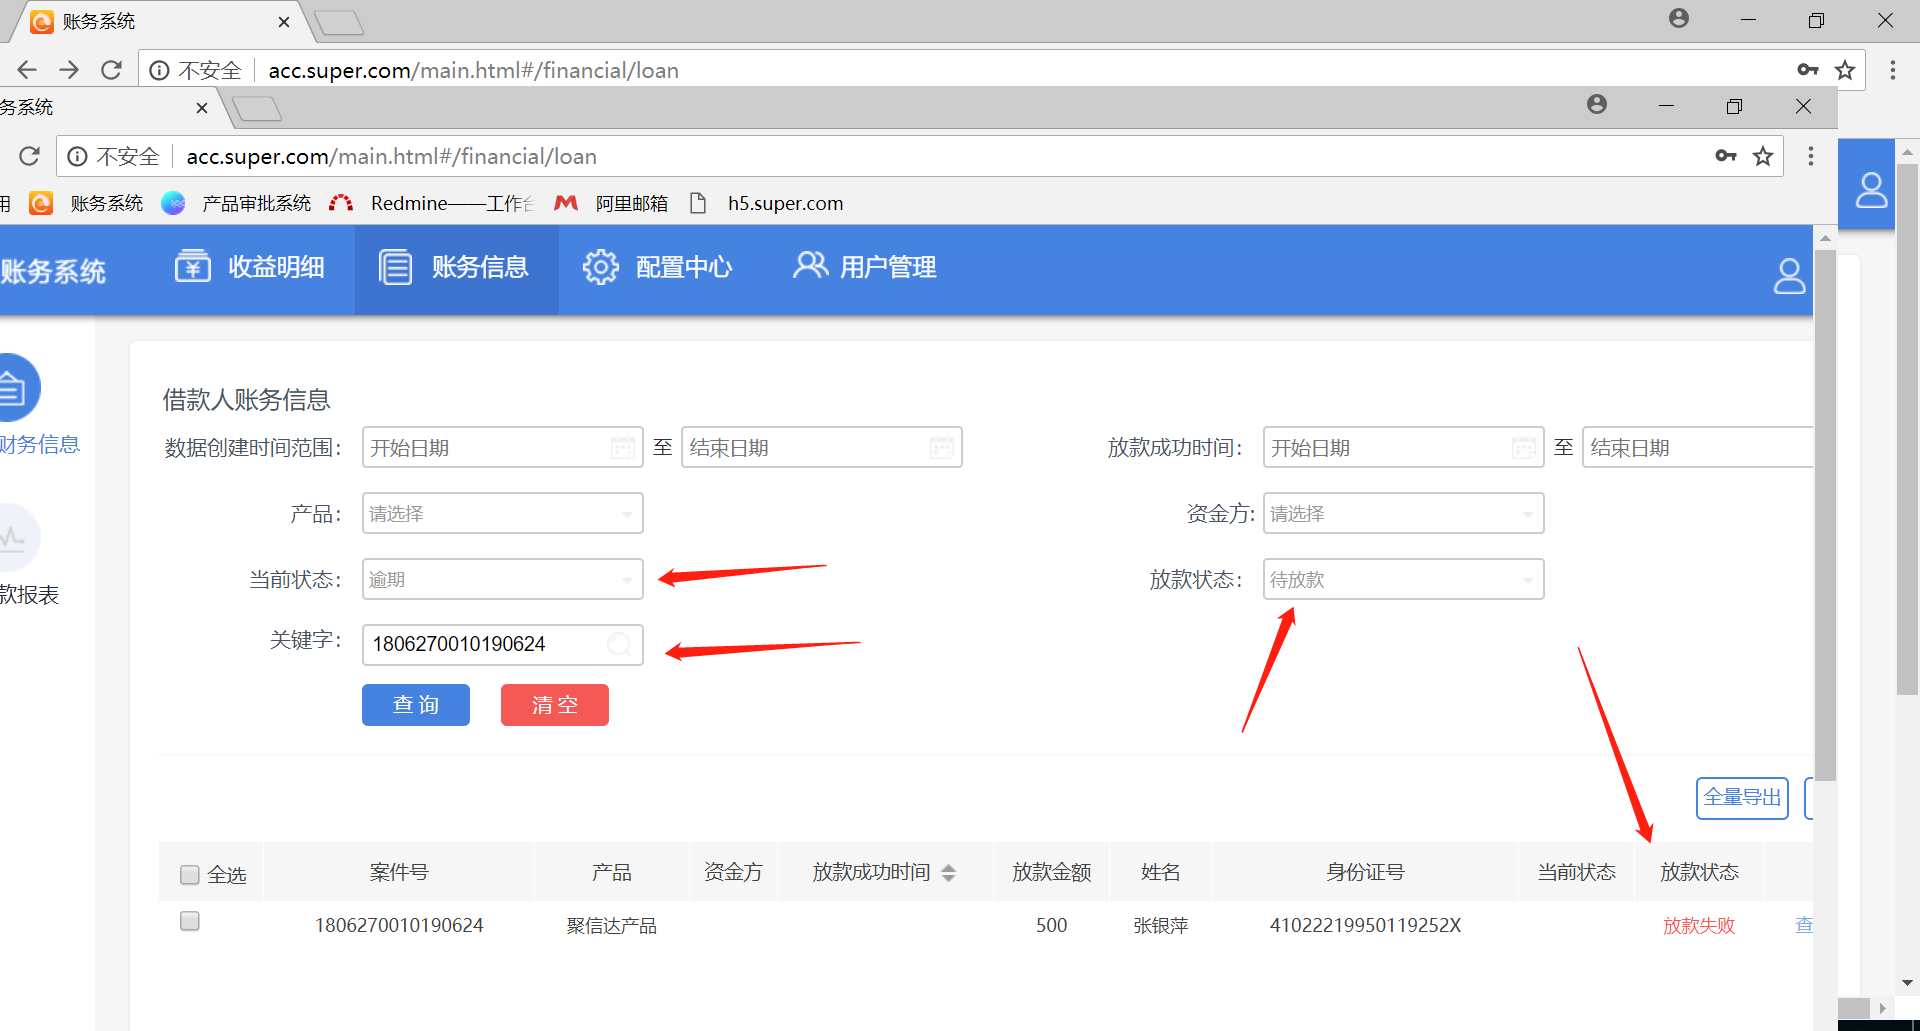 账务系统
不安全 acc.super.com/main.html#/financial/loan
务系统
不安全 acc.super.com/main.html#/financial/loan
用 账务系统 产品审批系统 Redmine——工作台 阿里邮箱 h5.super.com
账务系统 收益明细 账务信息 配置中心 用户管理
财务信息
款报表
借款人账务信息
数据创建时间范围： 开始日期 至 结束日期 放款成功时间： 开始日期 至 结束日期
产品： 请选择 资金方： 请选择
当前状态： 逾期 放款状态： 待放款
关键字： 1806270010190624
查询 清空
全量导出
全选 案件号 产品 资金方 放款成功时间 放款金额 姓名 身份证号 当前状态 放款状态
1806270010190624 聚信达产品 500 张银萍 41022219950119252X 放款失败 查